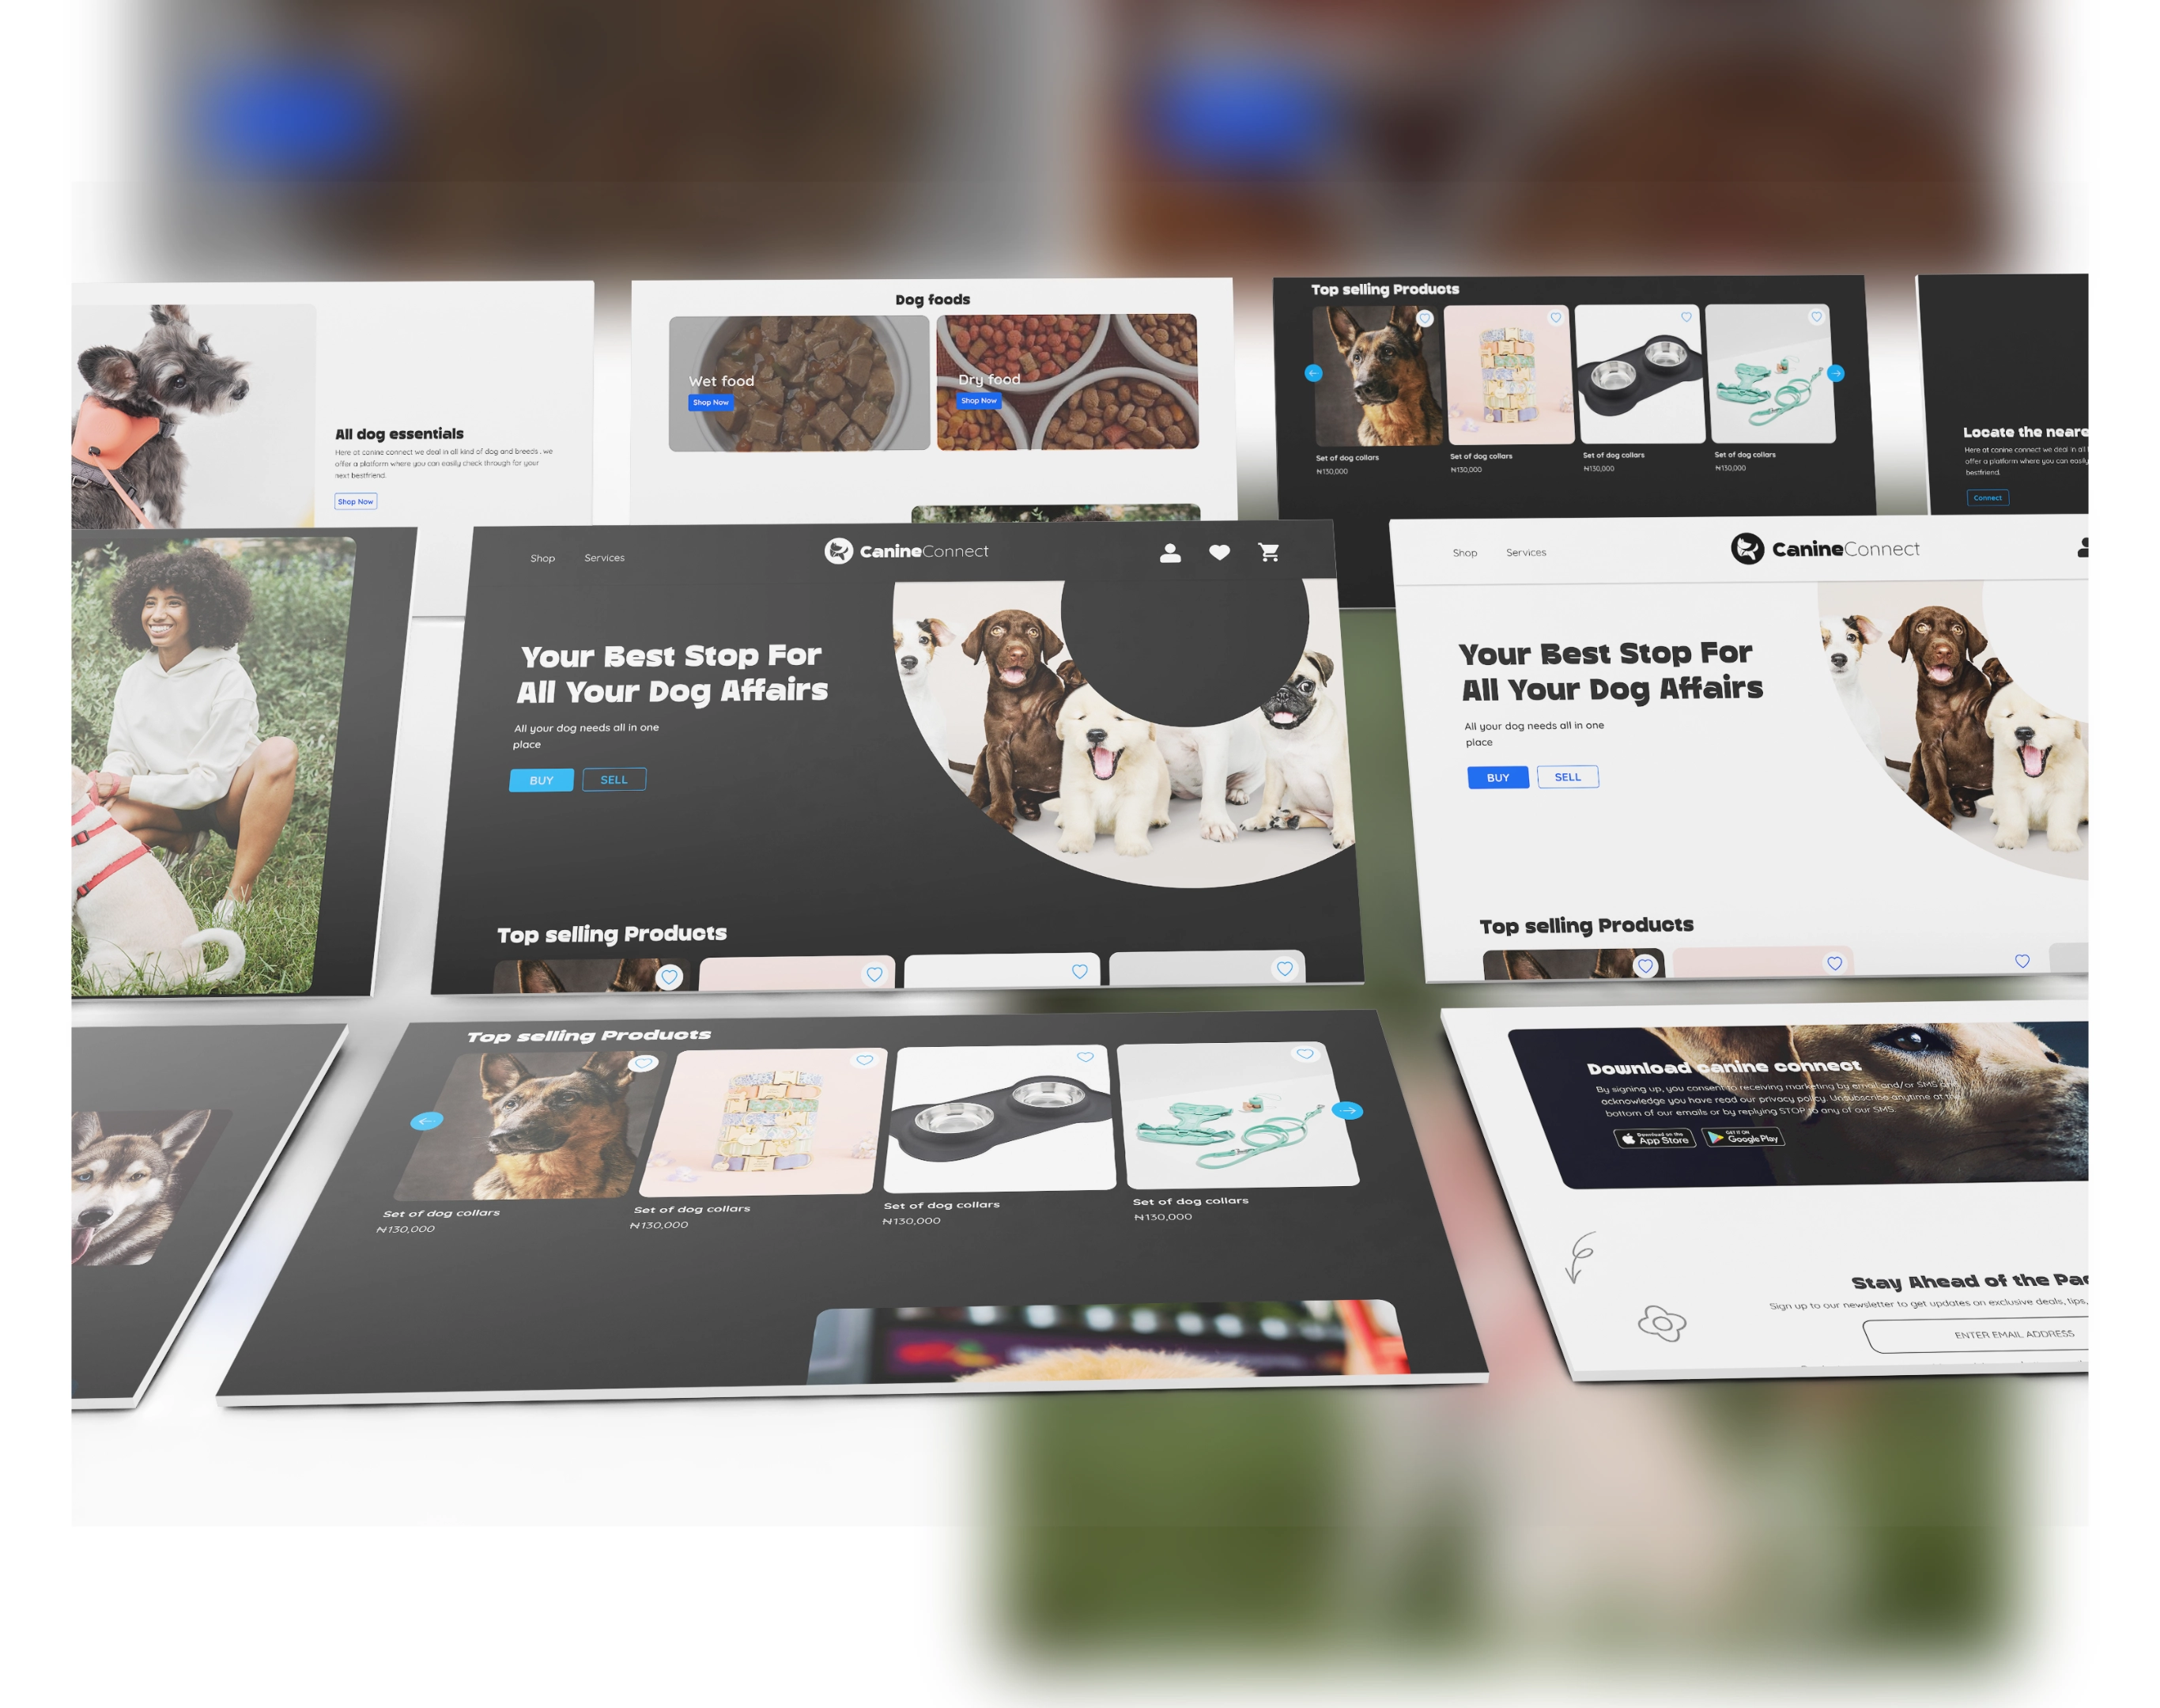 All dog essentials
Here at canine connect we deal in all kind of dog and breeds , we
offer a platform where you can easily check through for your
next bestfriend.
Shop Now
Dog foods
Wet food
Shop Now
Dry food
Shop Now
Top selling Products
Set of dog collars
₦130,000
Set of dog collars
₦130,000
Set of dog collars
₦130,000
Set of dog collars
₦130,000
Locate the neare
Here at canine connect we deal in all
offer a platform where you can easily
bestfriend.
Connect
Shop Services CanineConnect
Your Best Stop For
All Your Dog Affairs
All your dog needs all in one
place
BUY SELL
Top selling Products
Shop Services CanineConnect
Your Best Stop For
All Your Dog Affairs
All your dog needs all in one
place
BUY SELL
Top selling Products
Top selling Products
Set of dog collars
₦130,000
Set of dog collars
₦130,000
Set of dog collars
₦130,000
Set of dog collars
₦130,000
Download canine connect
By signing up, you consent to receiving marketing by email and/or SMS and
acknowledge you have read our privacy policy. Unsubscribe anytime at the
bottom of our emails or by replying STOP to any of our SMS.
Download on the
App Store
GET IT ON
Google Play
Stay Ahead of the Pac
Sign up to our newsletter to get updates on exclusive deals, tips,
ENTER EMAIL ADDRESS